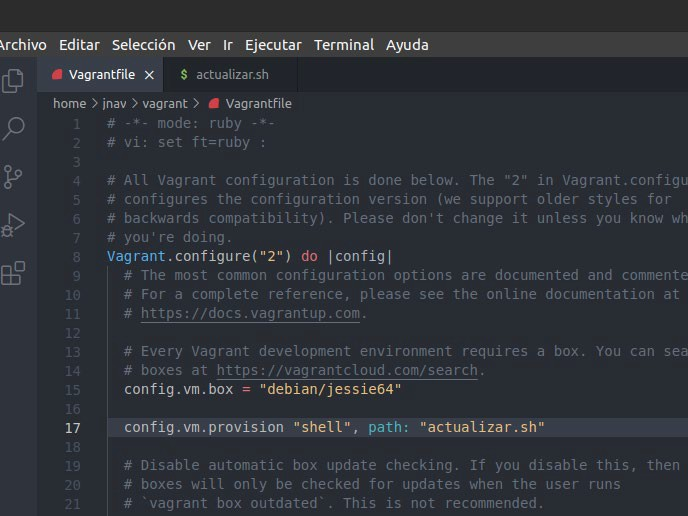 Archivo Editar Selección Ver Ir Ejecutar Terminal Ayuda
Vagrantfile × $ actualizar.sh
home > jnav > vagrant > Vagrantfile
1 # -*- mode: ruby -*-
2 # vi: set ft=ruby :
3
4 # All Vagrant configuration is done below. The "2" in Vagrant.configu
5 # configures the configuration version (we support older styles for
6 # backwards compatibility). Please don't change it unless you know wh
7 # you're doing.
8 Vagrant.configure("2") do |config|
9 # The most common configuration options are documented and commente
10 # For a complete reference, please see the online documentation at
11 # https://docs.vagrantup.com.
12
13 # Every Vagrant development environment requires a box. You can sea
14 # boxes at https://vagrantcloud.com/search.
15 config.vm.box = "debian/jessie64"
16
17 config.vm.provision "shell", path: "actualizar.sh"
18
19 # Disable automatic box update checking. If you disable this, then
20 # boxes will only be checked for updates when the user runs
21 # `vagrant box outdated`. This is not recommended.